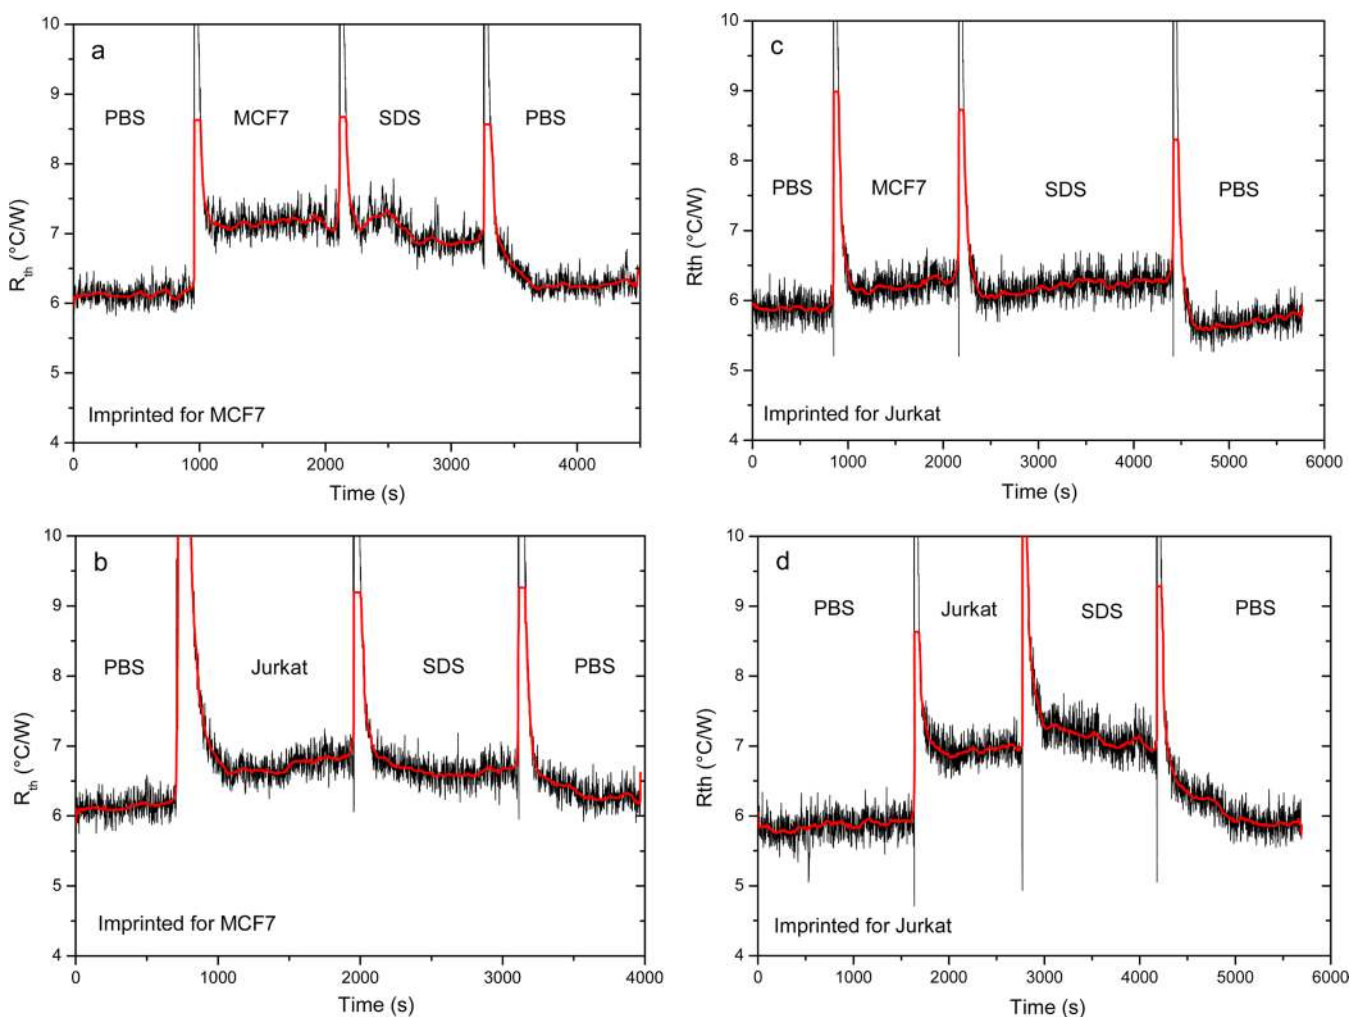 a
PBS MCF7 SDS PBS
R_th (°C/W)
10
9
8
7
6
5
4
Imprinted for MCF7
0 1000 2000 3000 4000
Time (s)
c
PBS MCF7 SDS PBS
Rth (°C/W)
10
9
8
7
6
5
4
Imprinted for Jurkat
0 1000 2000 3000 4000 5000 6000
Time (s)
b
PBS Jurkat SDS PBS
R_th (°C/W)
10
9
8
7
6
5
4
Imprinted for MCF7
0 1000 2000 3000 4000
Time (s)
d
PBS Jurkat SDS PBS
Rth (°C/W)
10
9
8
7
6
5
4
Imprinted for Jurkat
0 1000 2000 3000 4000 5000 6000
Time (s)